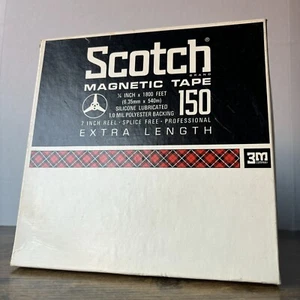 Scotch
BRAND
MAGNETIC TAPE
¼ INCH x 1800 FEET
(6.35mm x 540m)
SILICONE LUBRICATED
1.0 MIL POLYESTER BACKING
150
7 INCH REEL - SPLICE FREE - PROFESSIONAL
EXTRA LENGTH
3M